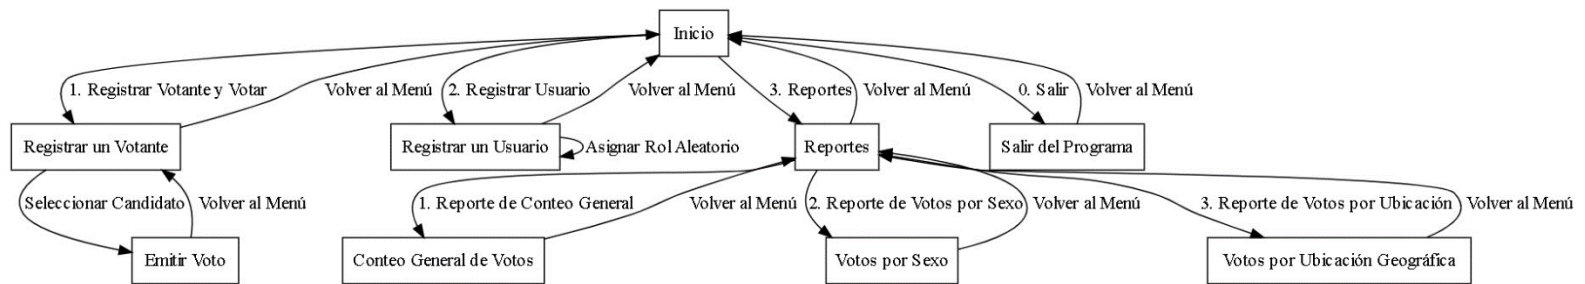 Inicio
1. Registrar Votante y Votar
Volver al Menú
2. Registrar Usuario
Volver al Menú
3. Reportes
Volver al Menú
0. Salir
Volver al Menú
Registrar un Votante
Registrar un Usuario
Asignar Rol Aleatorio
Reportes
Salir del Programa
Seleccionar Candidato
Volver al Menú
1. Reporte de Conteo General
Volver al Menú
2. Reporte de Votos por Sexo
Volver al Menú
3. Reporte de Votos por Ubicación
Volver al Menú
Emitir Voto
Conteo General de Votos
Votos por Sexo
Votos por Ubicación Geográfica